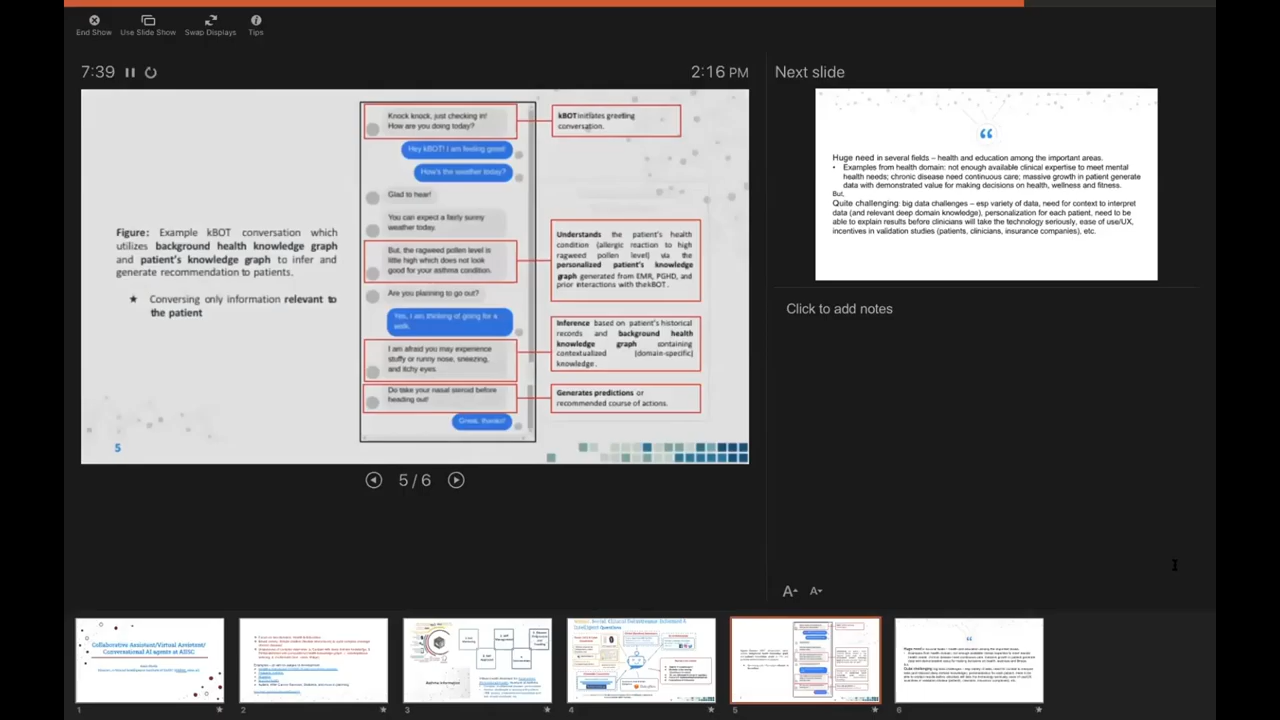 End Show
Use Slide Show
Swap Displays
Tips
7:39
2:16 PM
Next slide
Knock knock, just checking in!
How are you doing today?
Hey kBOT! I am feeling good!
How's the weather today?
Glad to hear!
You can expect a fairly sunny
weather today.
But, the ragweed pollen level is
little high which does not look
good for your asthma condition.
Are you planning to go out?
Yes, I am thinking of going for a
walk.
I am afraid you may experience
stuffy or runny nose, sneezing,
and itchy eyes.
Do take your nasal steroid before
heading out!
Great, thanks!
kBOT initiates greeting
conversation.
Understands the patient's health
condition (allergic reaction to high
ragweed pollen level) via the
personalized patient's knowledge
graph generated from EMR, PGHD, and
prior interactions with the kBOT.
Inference based on patient's historical
records and background health
knowledge graph containing
contextualized (domain-specific)
knowledge.
Generates predictions or
recommended course of actions.
Figure: Example kBOT conversation which
utilizes background health knowledge graph
and patient's knowledge graph to infer and
generate recommendation to patients.
★ Conversing only information relevant to
the patient
5
5 / 6
Huge need in several fields – health and education among the important areas.
• Examples from health domain: not enough available clinical expertise to meet mental
health needs; chronic disease need continuous care; massive growth in patient generate
data with demonstrated value for making decisions on health, wellness and fitness.
But,
Quite challenging: big data challenges – esp variety of data, need for context to interpret
data (and relevant deep domain knowledge), personalization for each patient, need to be
able to explain results before clinicians will take the technology seriously, ease of use/UX,
incentives in validation studies (patients, clinicians, insurance companies), etc.
Click to add notes
A A
Collaborative Assistant/Virtual Assistant/
Conversational AI agents at AIISC
1
2
3
4
5
6